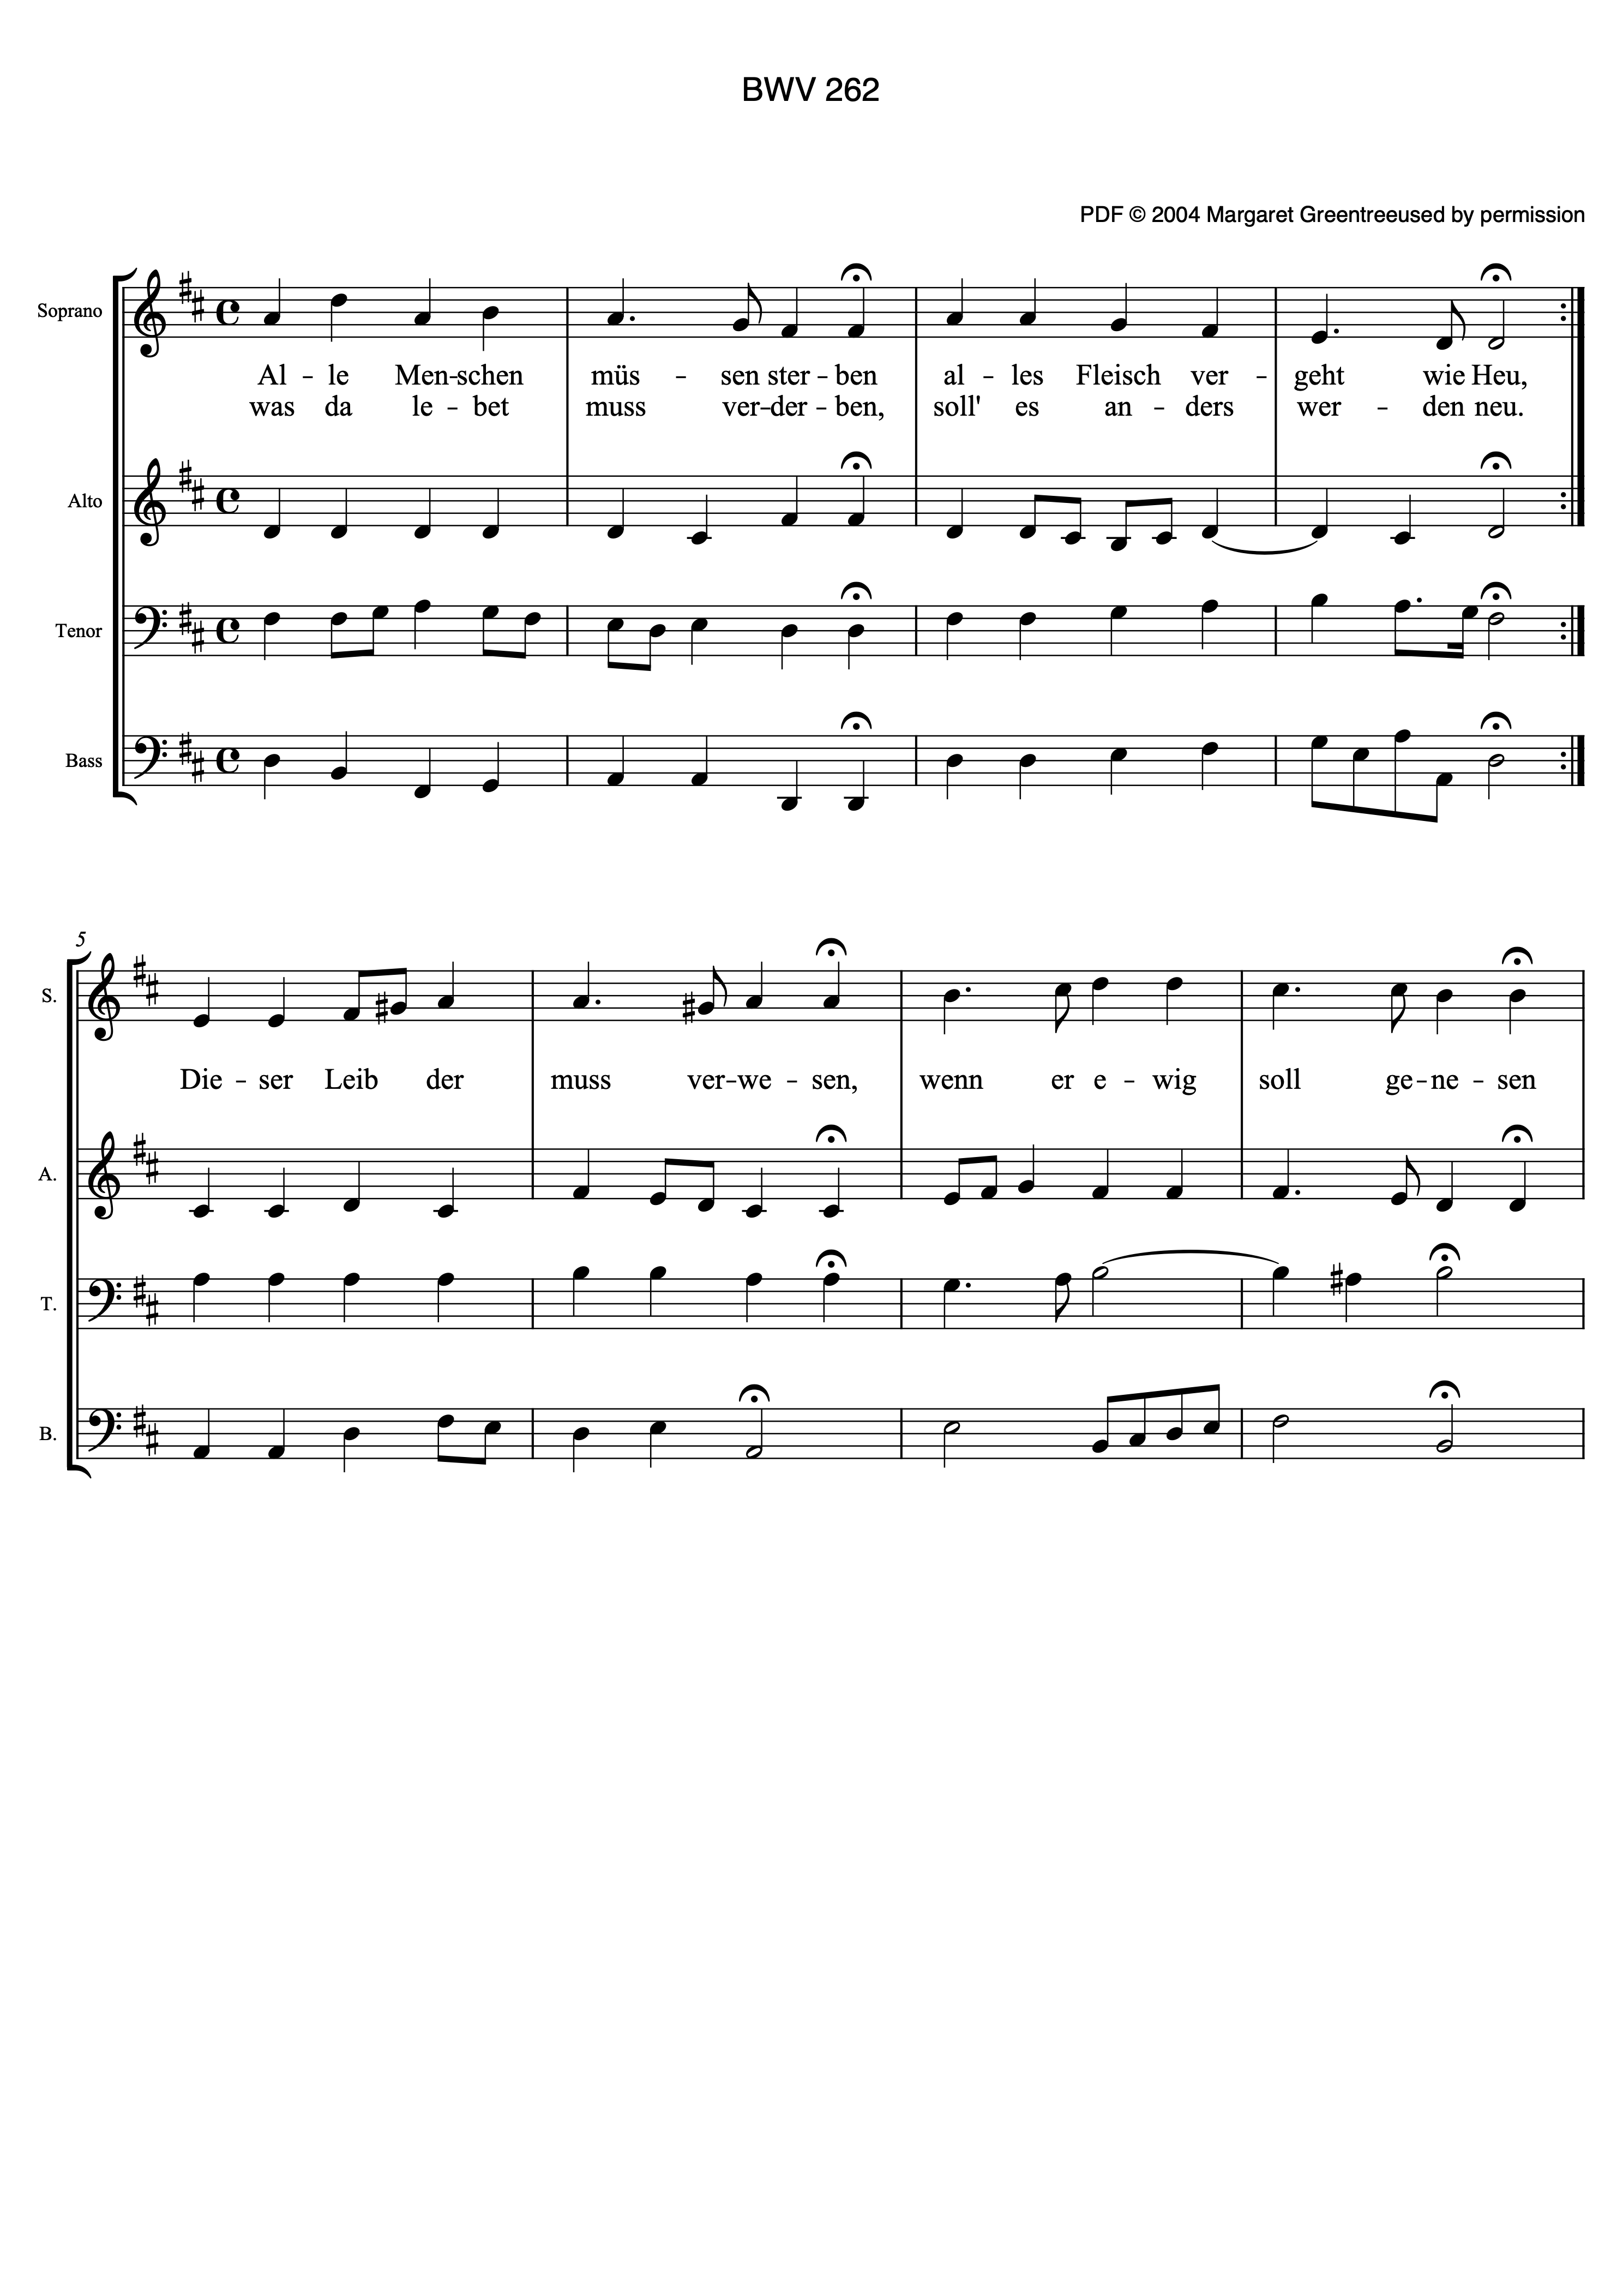 BWV 262
PDF © 2004 Margaret Greentreeused by permission
Soprano
Al - le Men-schen müs - sen ster - ben al - les Fleisch ver - geht wie Heu,
was da le - bet muss ver-der - ben, soll' es an - ders wer - den neu.
Alto
Tenor
Bass
5
S.
Die - ser Leib der muss ver-we - sen, wenn er e - wig soll ge-ne - sen
A.
T.
B.